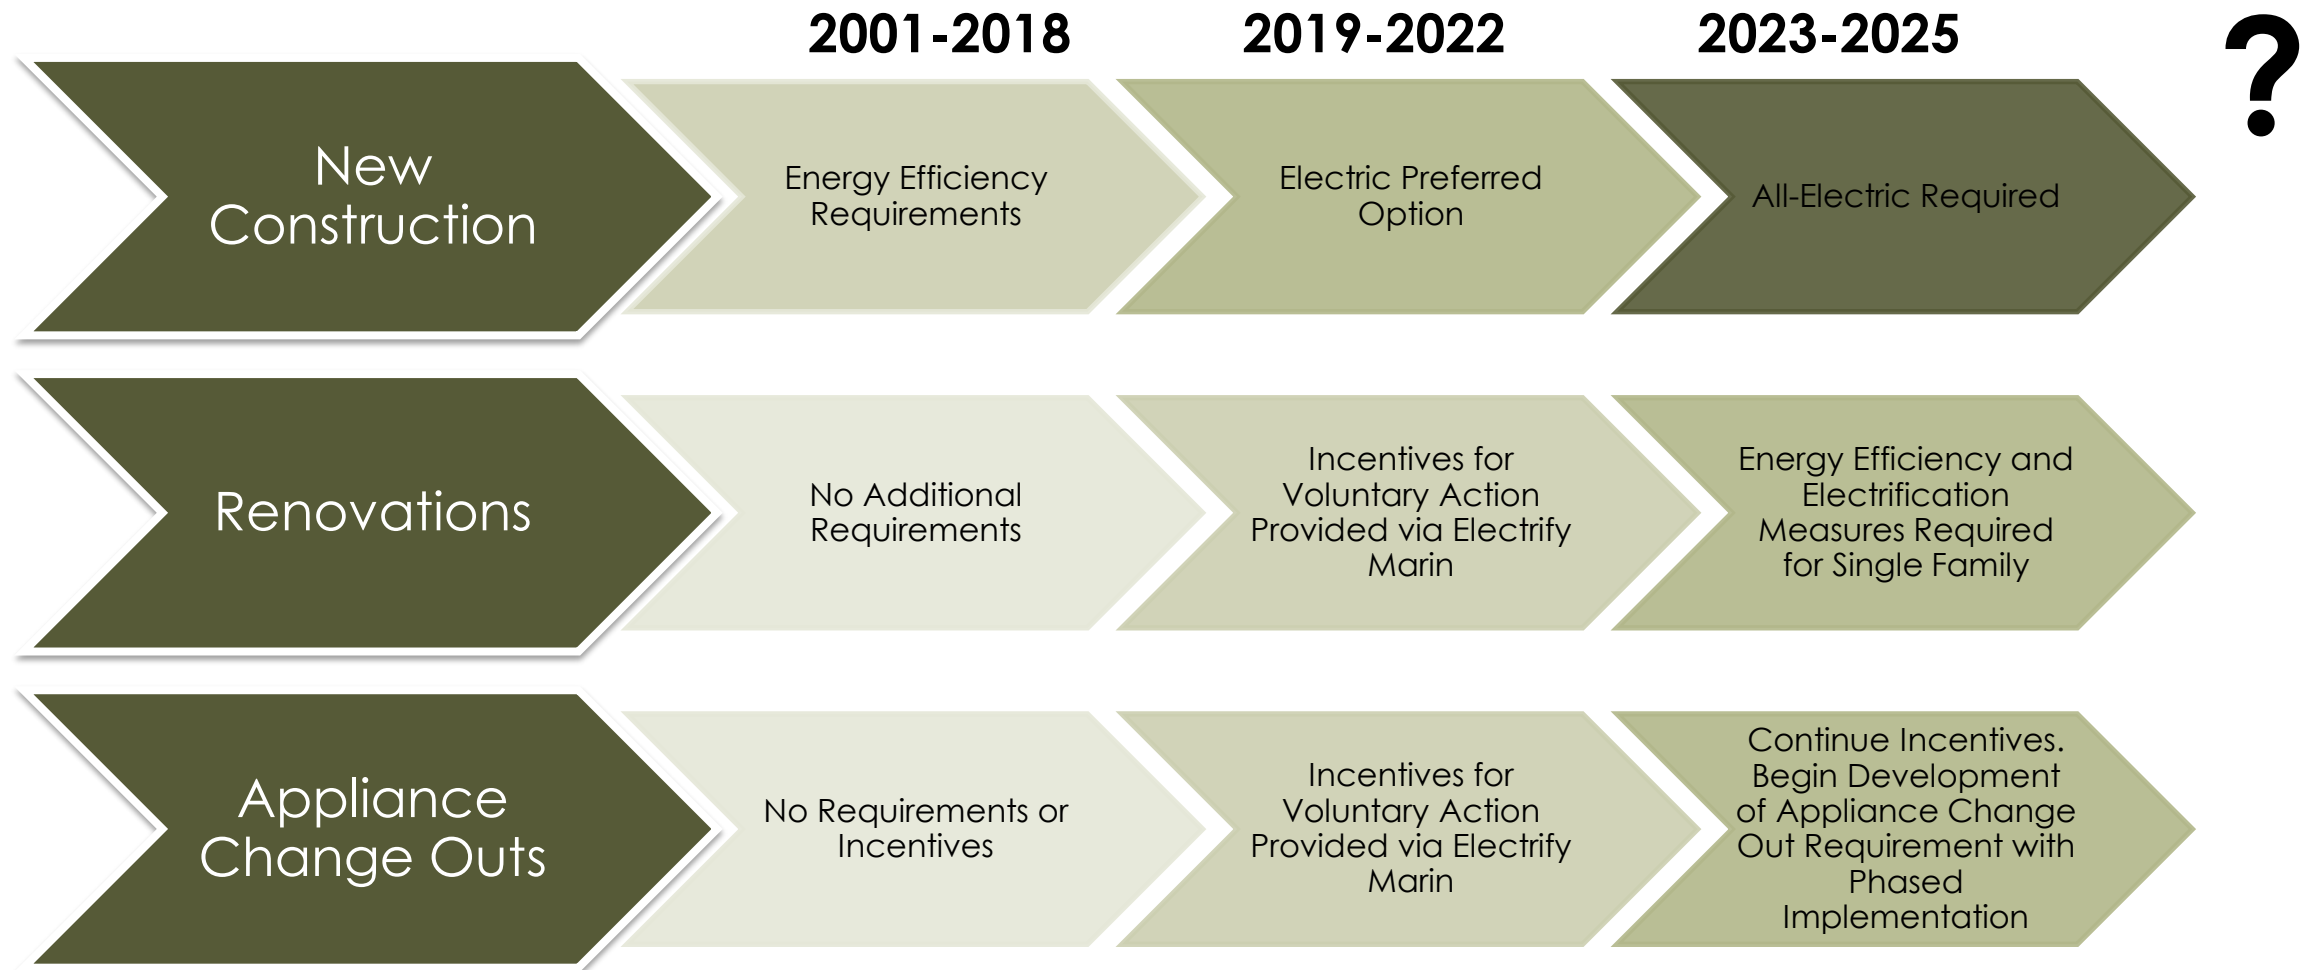 2001-2018
2019-2022
2023-2025
?
New
Construction
Energy Efficiency
Requirements
Electric Preferred
Option
All-Electric Required
Renovations
No Additional
Requirements
Incentives for
Voluntary Action
Provided via Electrify
Marin
Energy Efficiency and
Electrification
Measures Required
for Single Family
Appliance
Change Outs
No Requirements or
Incentives
Incentives for
Voluntary Action
Provided via Electrify
Marin
Continue Incentives.
Begin Development
of Appliance Change
Out Requirement with
Phased
Implementation